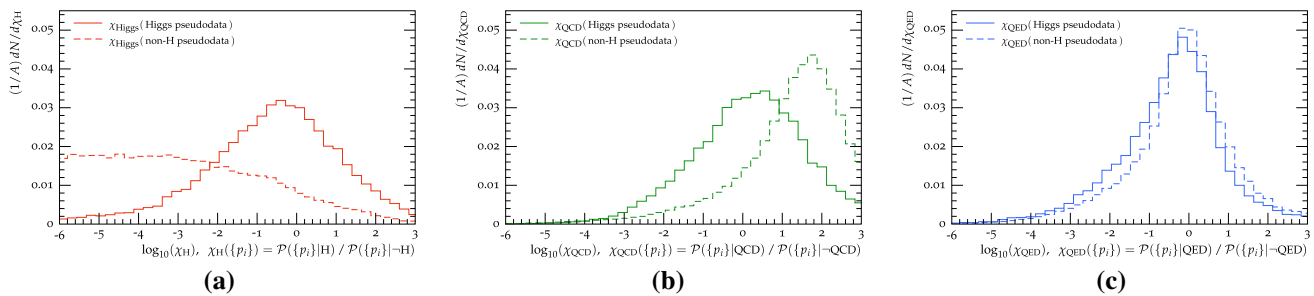 (1/A) dN/dχH
0.05
0.04
0.03
0.02
0.01
0
χHiggs(Higgs pseudodata)
χHiggs(non-H pseudodata)
-6 -5 -4 -3 -2 -1 0 1 2 3
log10(χH), χH({pi}) = P({pi}|H) / P({pi}|¬H)
(a)
(1/A) dN/dχQCD
0.05
0.04
0.03
0.02
0.01
0
χQCD(Higgs pseudodata)
χQCD(non-H pseudodata)
-6 -5 -4 -3 -2 -1 0 1 2 3
log10(χQCD), χQCD({pi}) = P({pi}|QCD) / P({pi}|¬QCD)
(b)
(1/A) dN/dχQED
0.05
0.04
0.03
0.02
0.01
0
χQED(Higgs pseudodata)
χQED(non-H pseudodata)
-6 -5 -4 -3 -2 -1 0 1 2 3
log10(χQED), χQED({pi}) = P({pi}|QED) / P({pi}|¬QED)
(c)